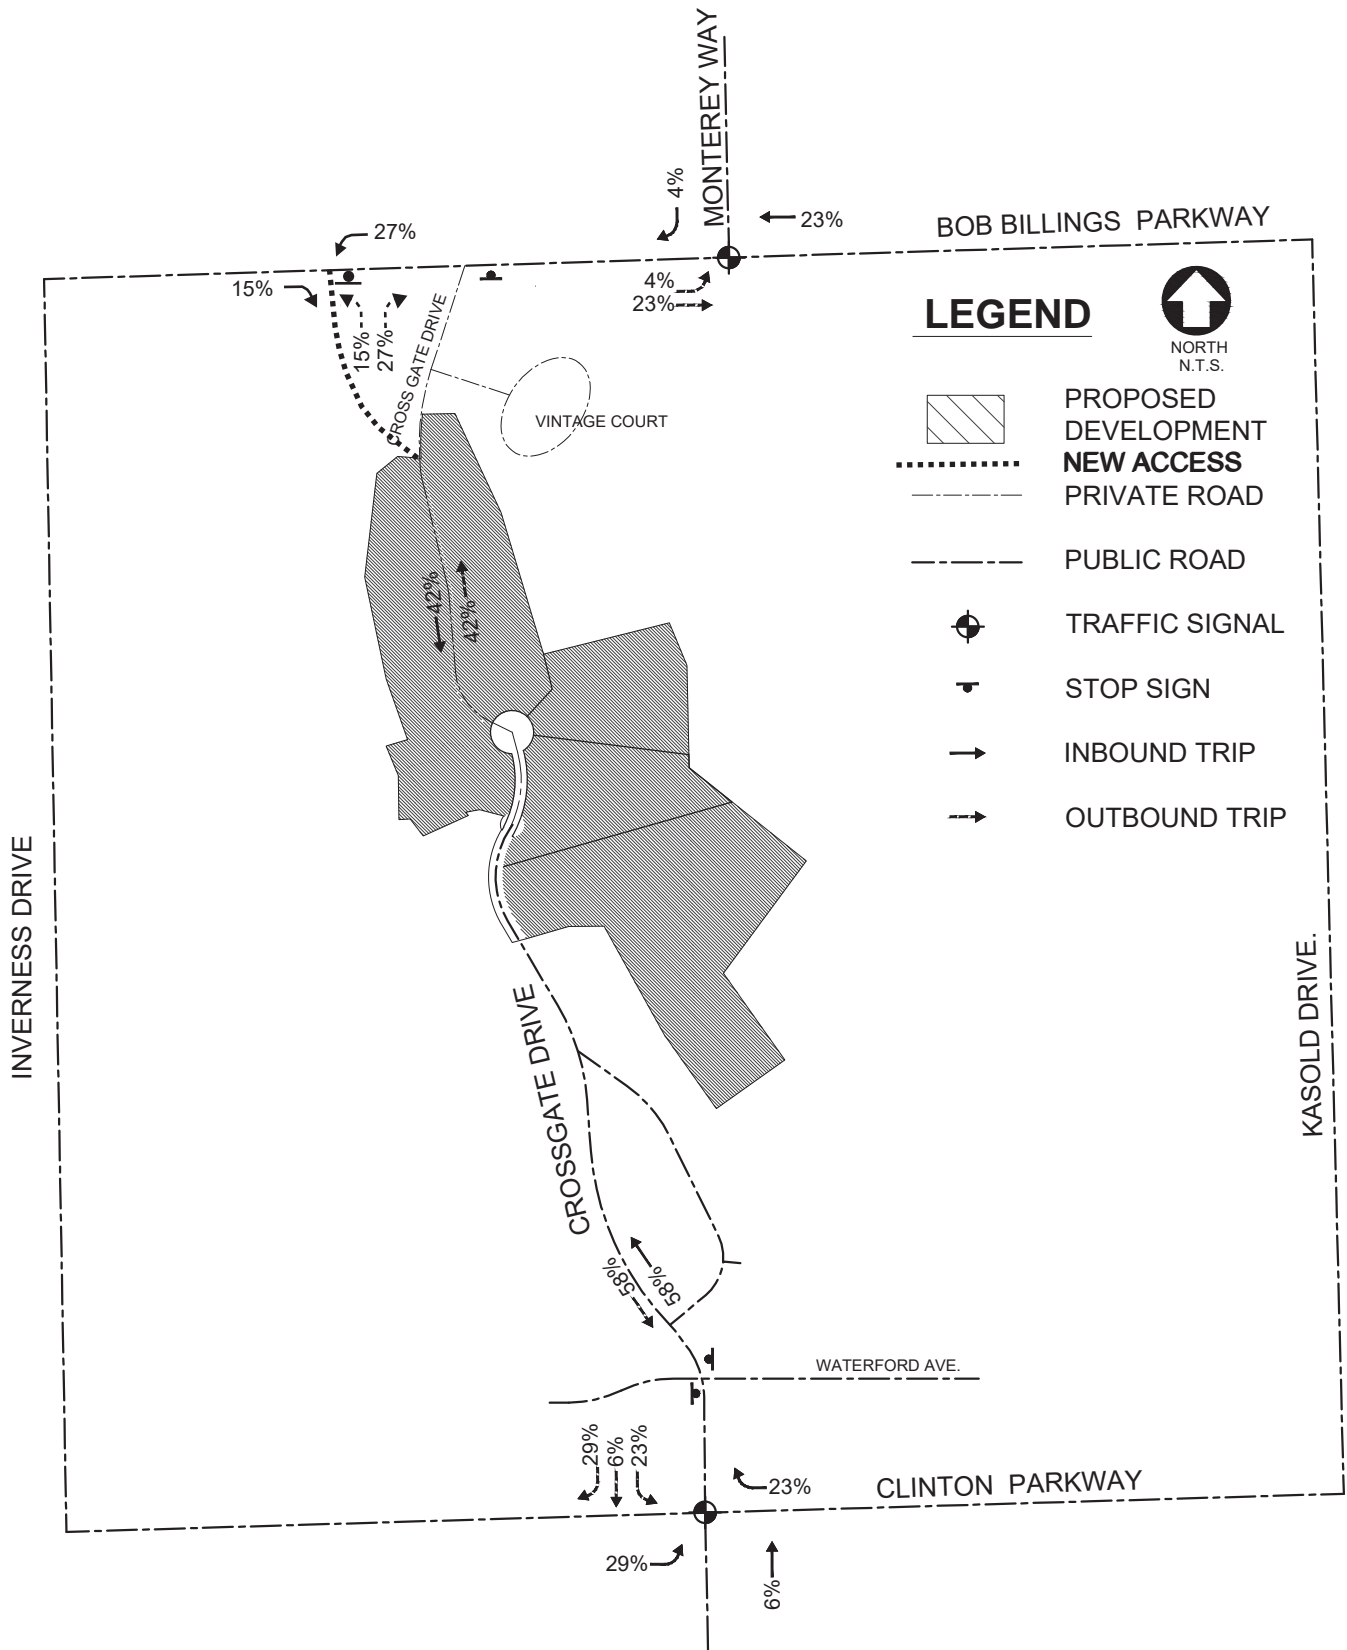 MONTEREY WAY
4%
23%
BOB BILLINGS PARKWAY
27%
15%
4%
23%
15%
27%
CROSS GATE DRIVE
VINTAGE COURT
LEGEND
NORTH
N.T.S.
PROPOSED
DEVELOPMENT
NEW ACCESS
PRIVATE ROAD
PUBLIC ROAD
TRAFFIC SIGNAL
STOP SIGN
INBOUND TRIP
OUTBOUND TRIP
42%
42%
INVERNESS DRIVE
KASOLD DRIVE.
CROSSGATE DRIVE
58%
58%
WATERFORD AVE.
29%
6%
23%
23%
CLINTON PARKWAY
29%
6%